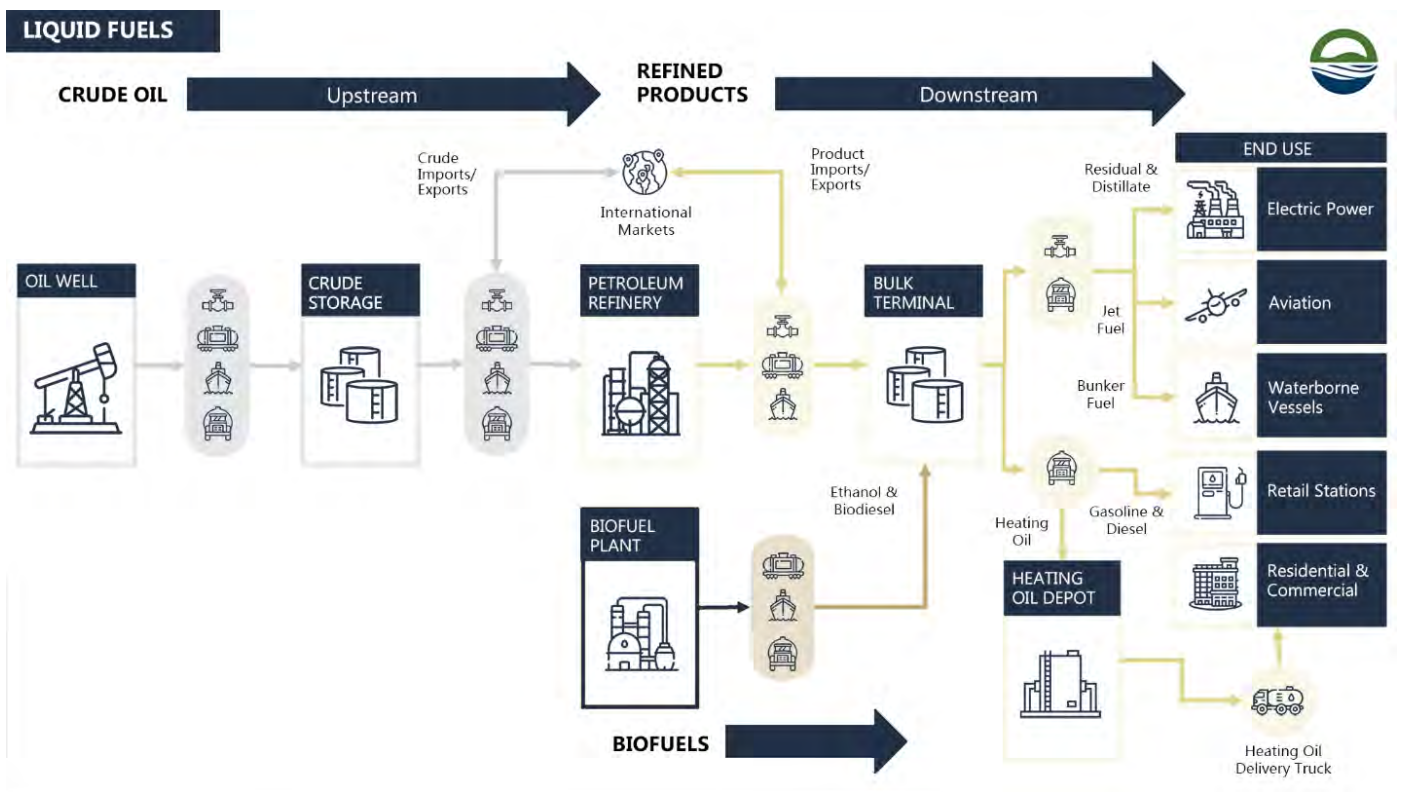 LIQUID FUELS
CRUDE OIL
Upstream
REFINED
PRODUCTS
Downstream
Crude
Imports/
Exports
International
Markets
Product
Imports/
Exports
Residual &
Distillate
END USE
Electric Power
OIL WELL
CRUDE
STORAGE
PETROLEUM
REFINERY
BULK
TERMINAL
Jet
Fuel
Aviation
Bunker
Fuel
Waterborne
Vessels
Ethanol &
Biodiesel
Heating
Oil
Gasoline &
Diesel
Retail Stations
BIOFUEL
PLANT
HEATING
OIL DEPOT
Residential &
Commercial
BIOFUELS
Heating Oil
Delivery Truck